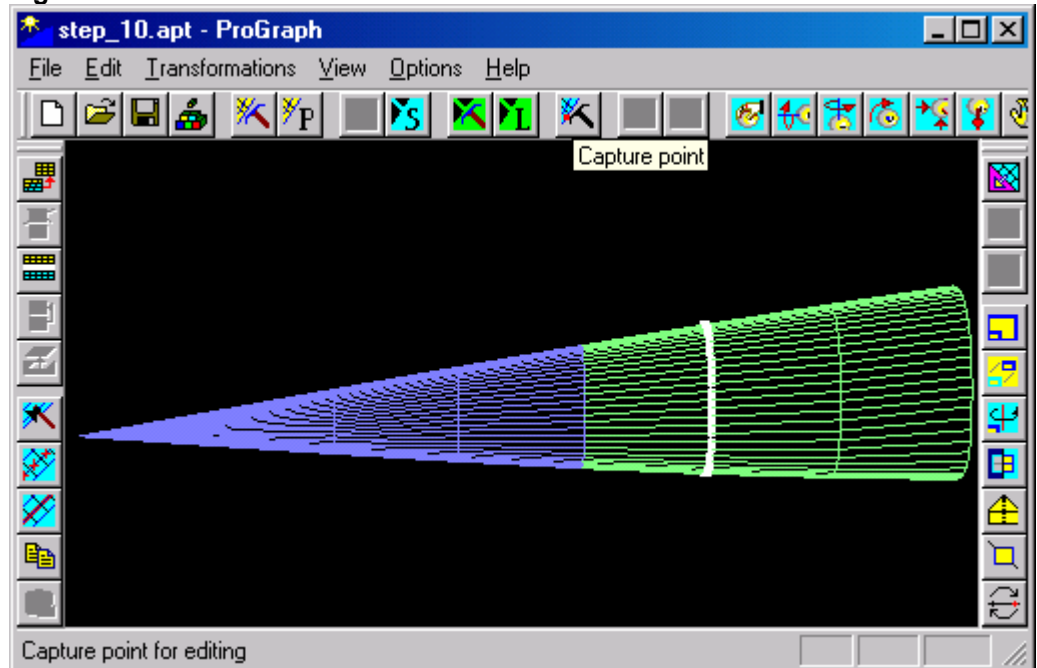 step_10.apt - ProGraph
File Edit Transformations View Options Help
P S L
Capture point
Capture point for editing